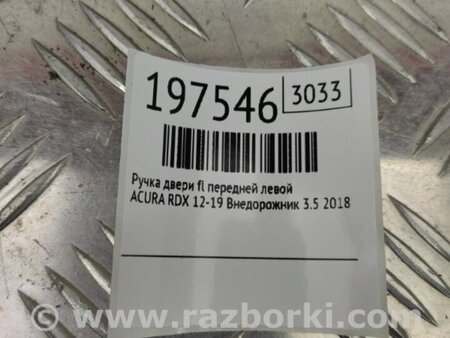 197546 3033
Ручка двери fl передней левой
ACURA RDX 12-19 Внедорожник 3.5 2018
www.razborki.com